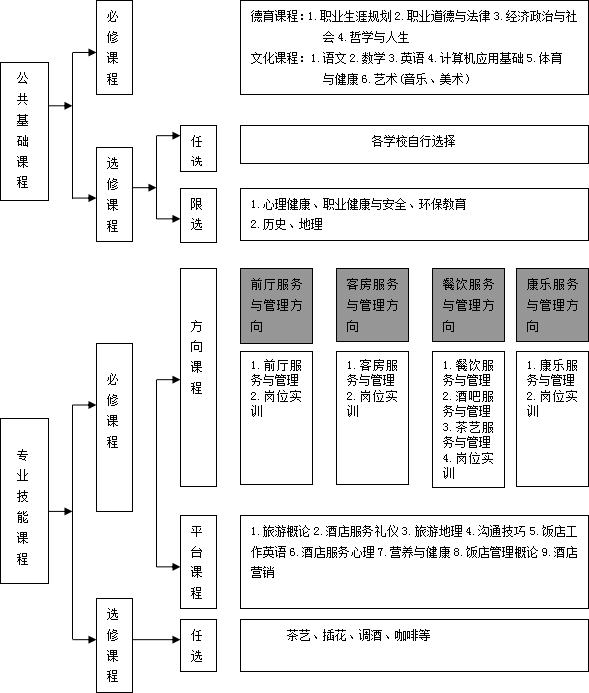 公共基础课程
必修课程
德育课程：1.职业生涯规划 2.职业道德与法律 3.经济政治与社
会 4.哲学与人生
文化课程：1.语文 2.数学 3.英语 4.计算机应用基础 5.体育
与健康 6.艺术(音乐、美术)
选修课程
任选
各学校自行选择
限选
1.心理健康、职业健康与安全、环保教育
2.历史、地理
专业技能课程
必修课程
方向课程
前厅服务
与管理方
向
客房服务
与管理方
向
餐饮服务
与管理方
向
康乐服务
与管理方
向
1.前厅服
务与管理
2.岗位实
训
1.客房服
务与管理
2.岗位实
训
1.餐饮服
务与管理
2.酒吧服
务与管理
3.茶艺服
务与管理
4.岗位实
训
1.康乐服
务与管理
2.岗位实
训
平台课程
1.旅游概论 2.酒店服务礼仪 3.旅游地理 4.沟通技巧 5.饭店工
作英语 6.酒店服务心理 7.营养与健康 8.饭店管理概论 9.酒店
营销
选修课程
任选
茶艺、插花、调酒、咖啡等